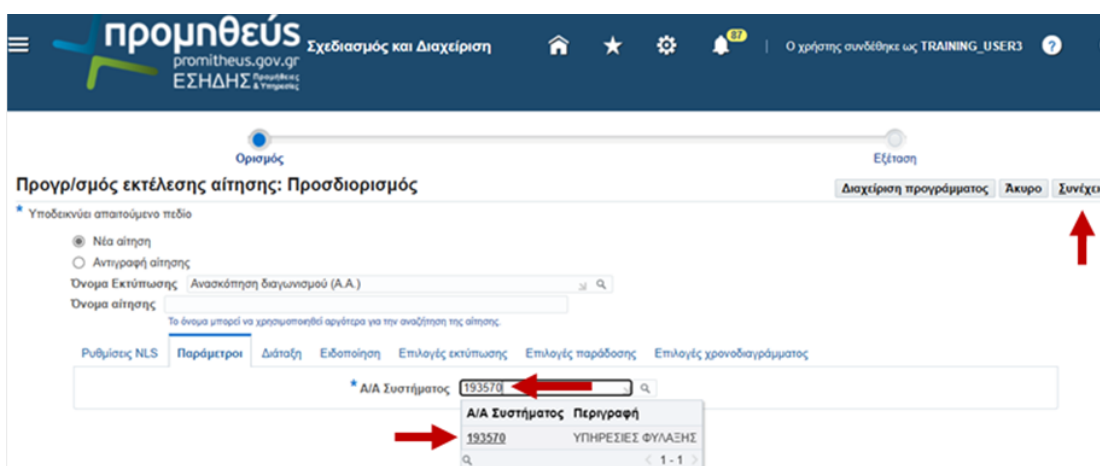 προμηθεύς
promitheus.gov.gr
ΕΣΗΔΗΣ Προμήθειες & Υπηρεσίες
Σχεδιασμός και Διαχείριση
87
Ο χρήστης συνδέθηκε ως TRAINING_USER3
?
Ορισμός Εξέταση
Προγρ/σμός εκτέλεσης αίτησης: Προσδιορισμός
Διαχείριση προγράμματος Άκυρο Συνέχει
* Υποδεικνύει απαιτούμενο πεδίο
Νέα αίτηση
Αντιγραφή αίτησης
Όνομα Εκτύπωσης Ανασκόπηση διαγωνισμού (Α.Α.)
Όνομα αίτησης
Το όνομα μπορεί να χρησιμοποιηθεί αργότερα για την αναζήτηση της αίτησης.
Ρυθμίσεις NLS Παράμετροι Διάταξη Ειδοποίηση Επιλογές εκτύπωσης Επιλογές παράδοσης Επιλογές χρονοδιαγράμματος
* Α/Α Συστήματος 193570
Α/Α Συστήματος Περιγραφή
193570 ΥΠΗΡΕΣΙΕΣ ΦΥΛΑΞΗΣ
1 - 1